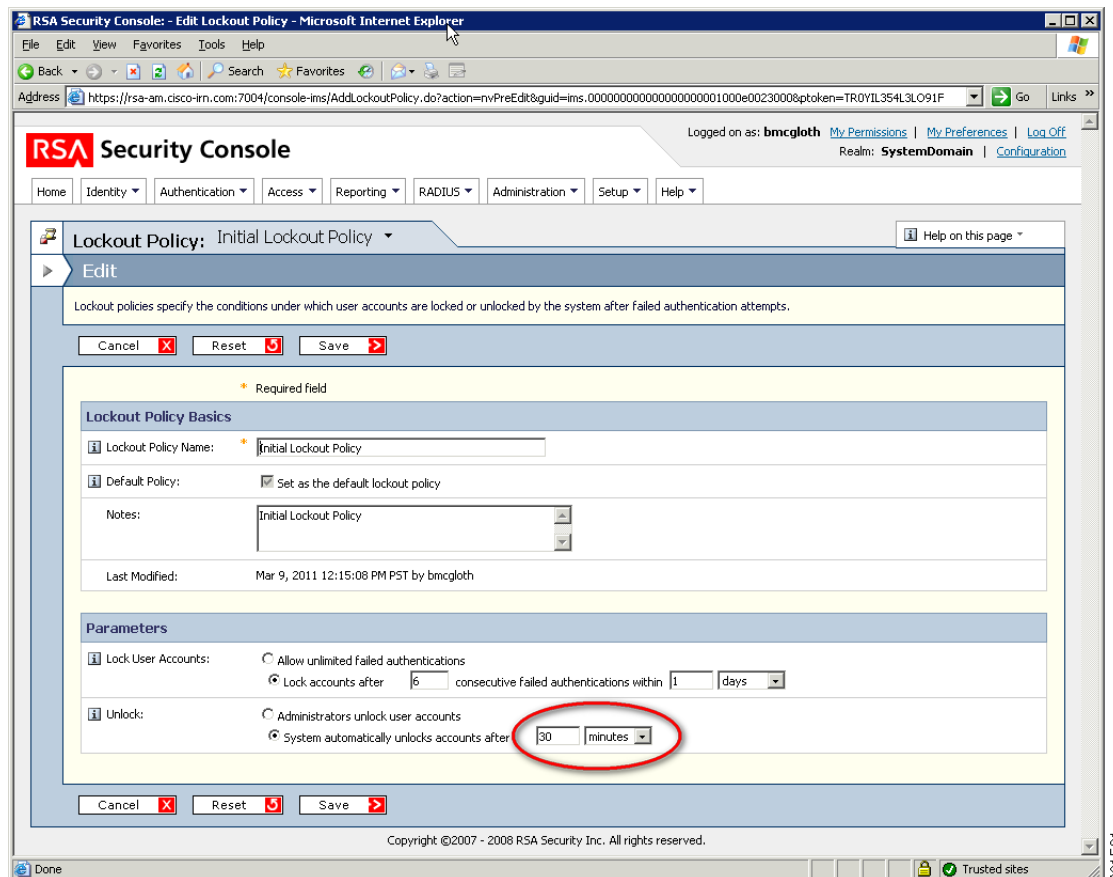 RSA Security Console: - Edit Lockout Policy - Microsoft Internet Explorer
File Edit View Favorites Tools Help
Back Search Favorites
Address https://rsa-am.cisco-irn.com:7004/console-ims/AddLockoutPolicy.do?action=nvPreEdit&guid=ims.000000000000000000001000e0023000&ptoken=TR0YIL354L3LO91F Go Links »
Logged on as: bmcgloth My Permissions | My Preferences | Log Off
RSA Security Console
Realm: SystemDomain | Configuration
Home Identity Authentication Access Reporting RADIUS Administration Setup Help
Lockout Policy: Initial Lockout Policy
Help on this page
Edit
Lockout policies specify the conditions under which user accounts are locked or unlocked by the system after failed authentication attempts.
Cancel X Reset Save
* Required field
Lockout Policy Basics
Lockout Policy Name: * Initial Lockout Policy
Default Policy: Set as the default lockout policy
Notes: Initial Lockout Policy
Last Modified: Mar 9, 2011 12:15:08 PM PST by bmcgloth
Parameters
Lock User Accounts: Allow unlimited failed authentications
Lock accounts after 6 consecutive failed authentications within 1 days
Unlock: Administrators unlock user accounts
System automatically unlocks accounts after 30 minutes
Cancel X Reset Save
Copyright ©2007 - 2008 RSA Security Inc. All rights reserved.
Done Trusted sites